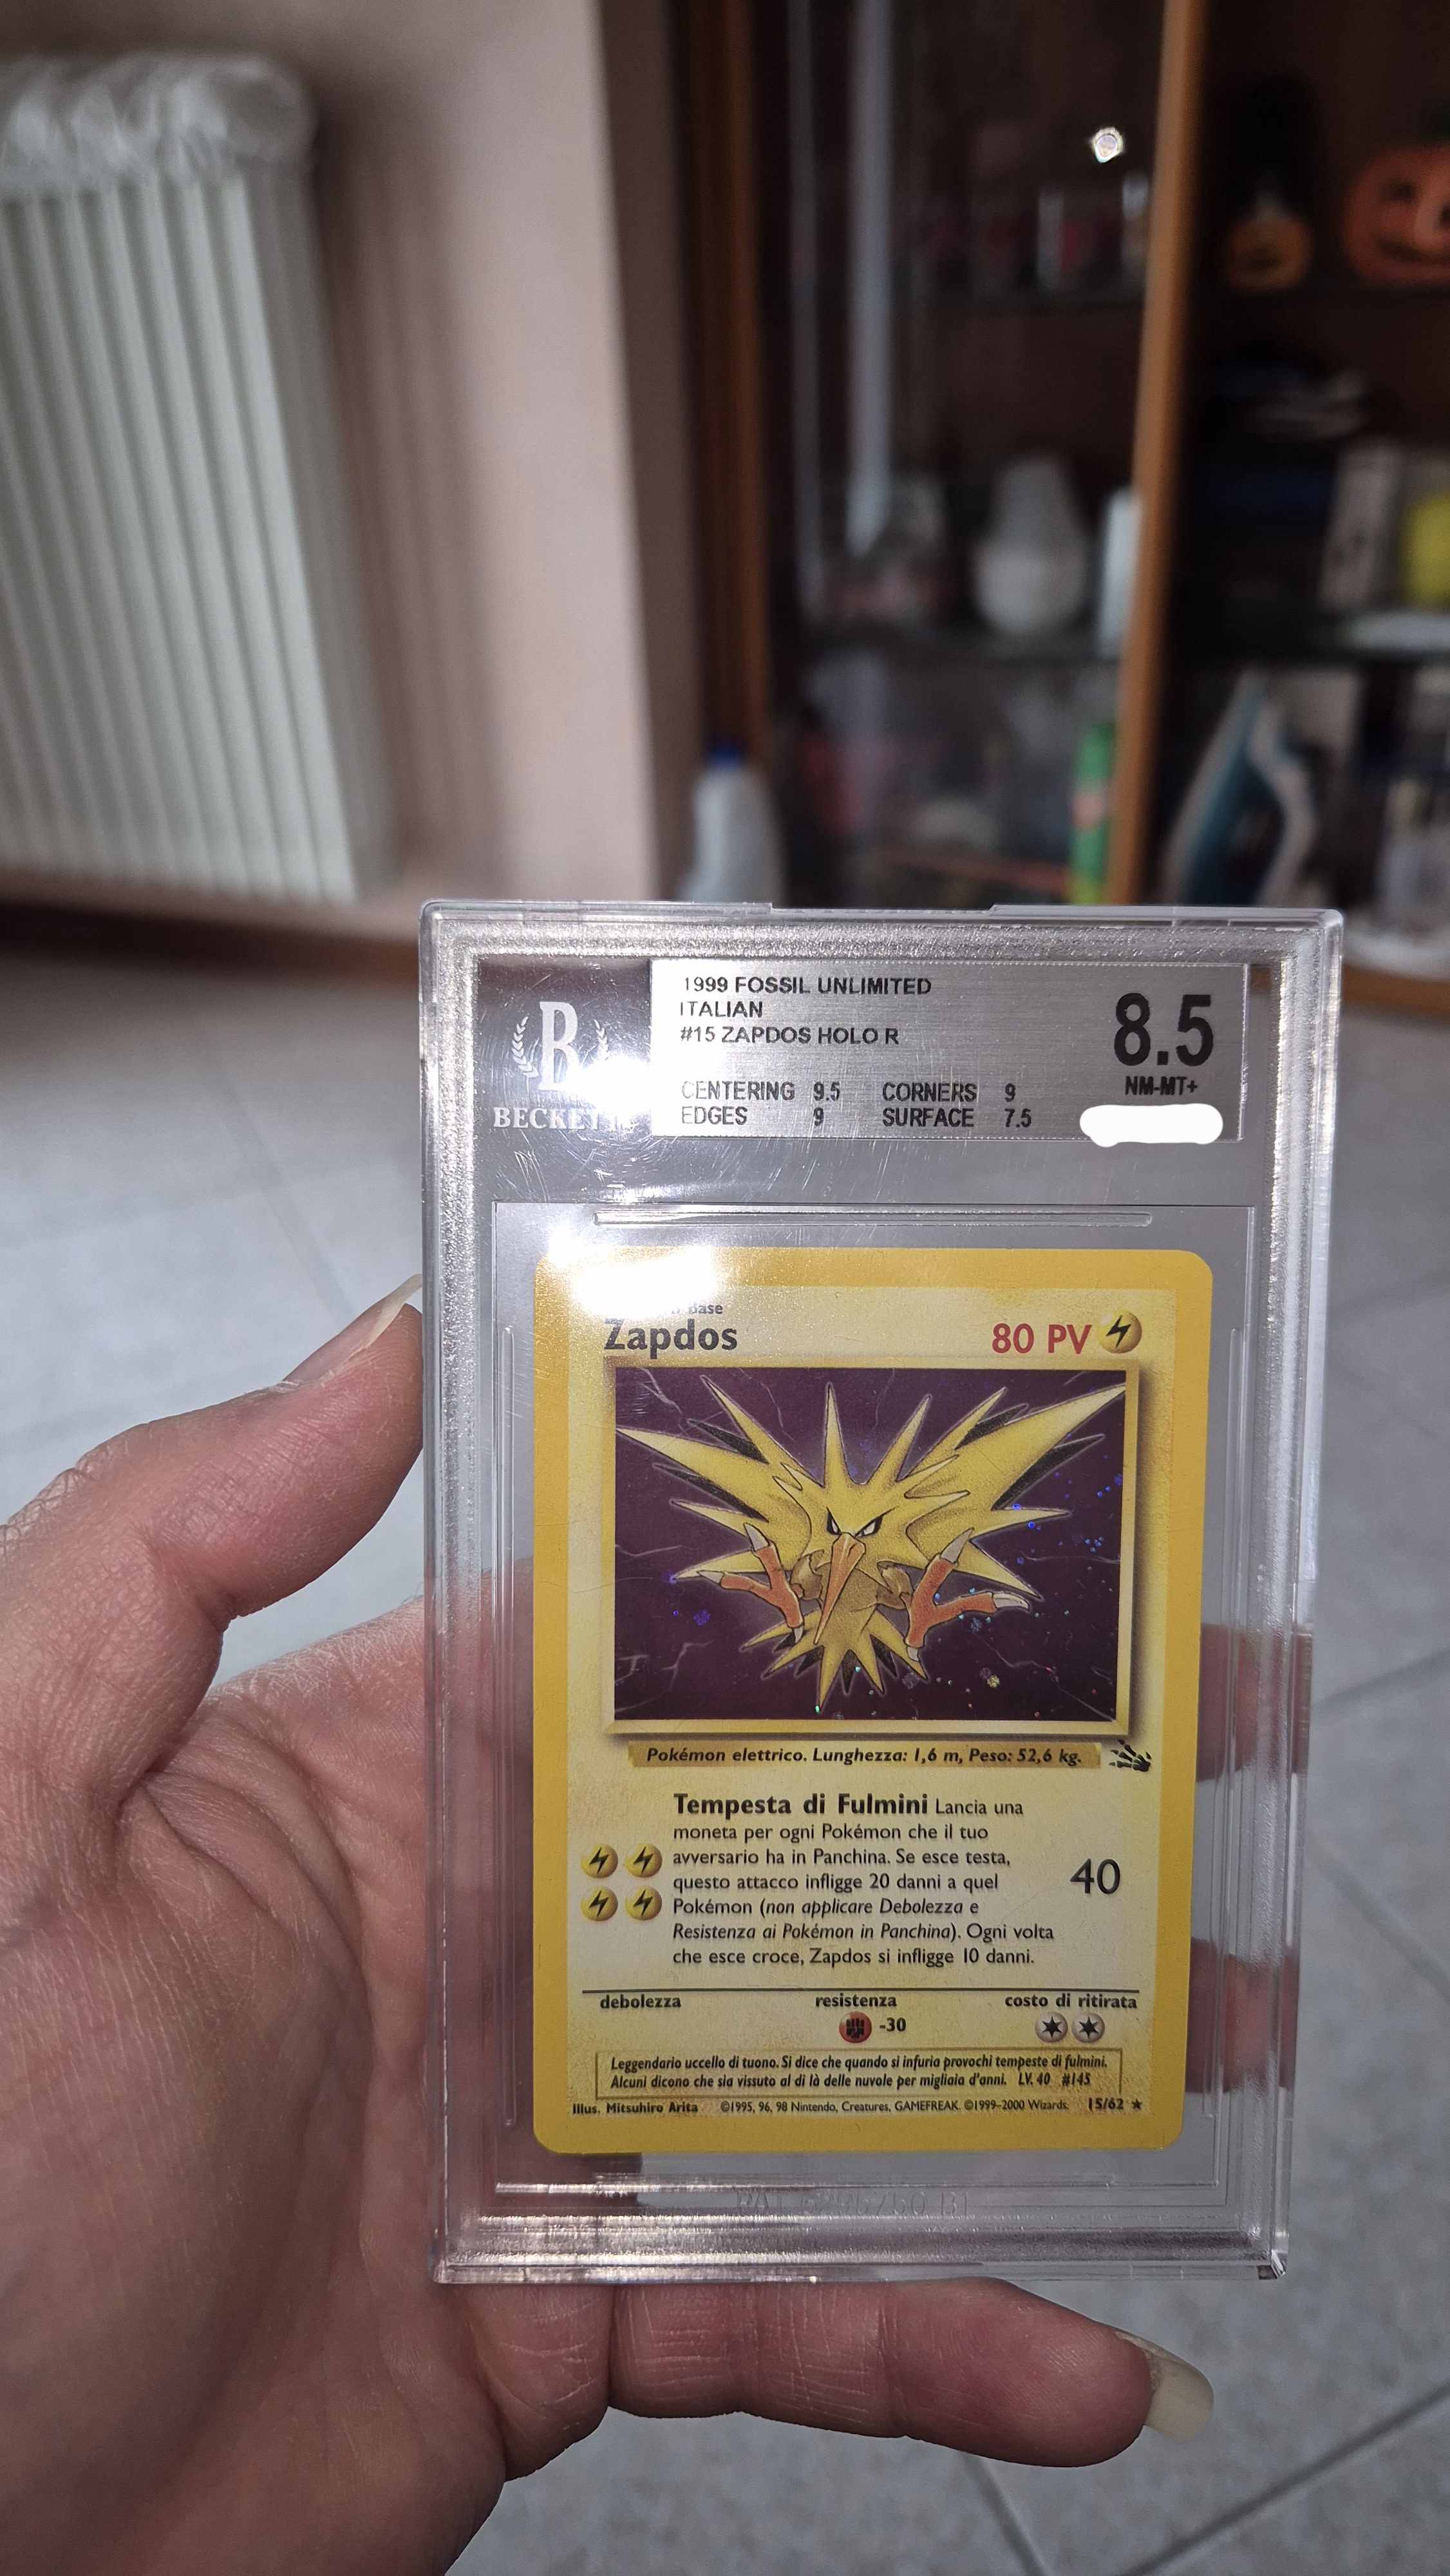 1999 FOSSIL UNLIMITED
ITALIAN
#15 ZAPDOS HOLO R
8.5
NM-MT+
CENTERING 9.5 CORNERS 9
EDGES 9 SURFACE 7.5
B
BECKETT
Base
Zapdos
80 PV
Pokémon elettrico. Lunghezza: 1,6 m, Peso: 52,6 kg.
Tempesta di Fulmini Lancia una
moneta per ogni Pokémon che il tuo
avversario ha in Panchina. Se esce testa,
questo attacco infligge 20 danni a quel
Pokémon (non applicare Debolezza e
Resistenza ai Pokémon in Panchina). Ogni volta
che esce croce, Zapdos si infligge 10 danni.
40
debolezza resistenza costo di ritirata
-30
Leggendario uccello di tuono. Si dice che quando si infuria provochi tempeste di fulmini.
Alcuni dicono che sia vissuto al di là delle nuvole per migliaia d'anni. LV. 40 #145
Illus. Mitsuhiro Arita ©1995, 96, 98 Nintendo, Creatures, GAMEFREAK. ©1999-2000 Wizards. 15/62 ★